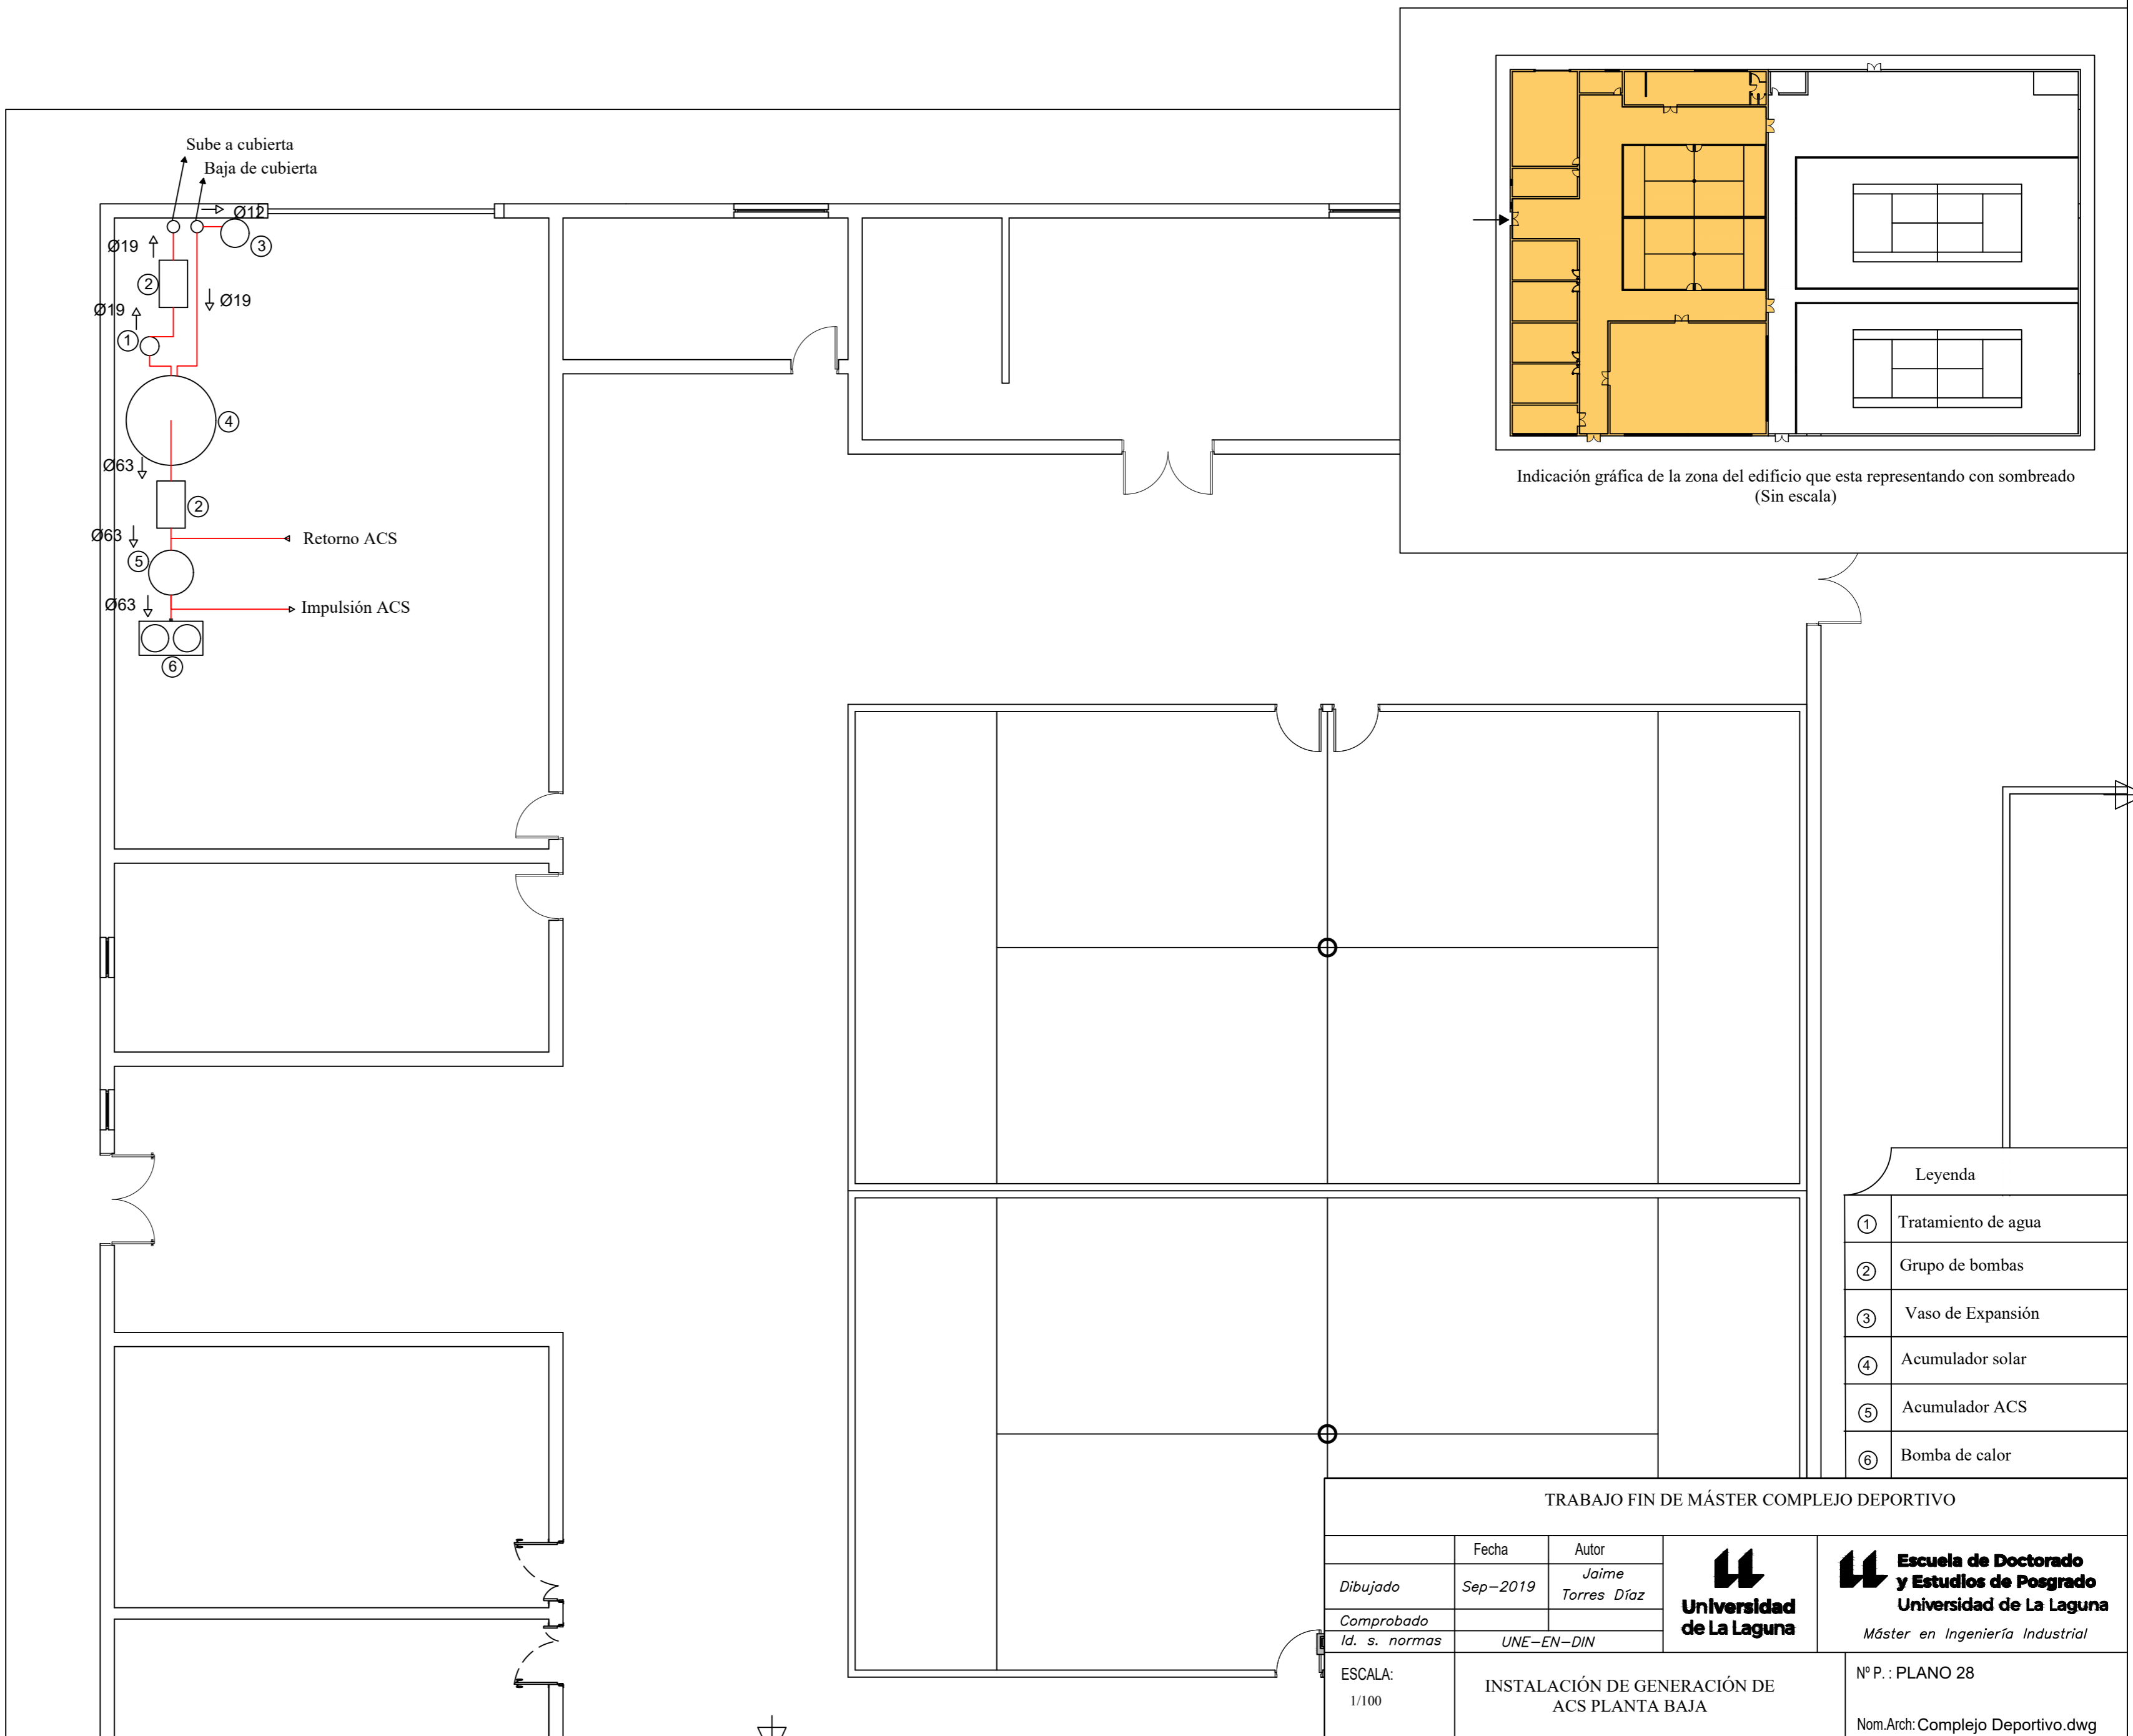 Sube a cubierta
Baja de cubierta
Ø12
3
Ø19
2
Ø19
Ø19
1
4
Ø63
2
Ø63
Retorno ACS
5
Ø63
Impulsión ACS
6
Indicación gráfica de la zona del edificio que esta representando con sombreado
(Sin escala)
Leyenda
1 Tratamiento de agua
2 Grupo de bombas
3 Vaso de Expansión
4 Acumulador solar
5 Acumulador ACS
6 Bomba de calor
TRABAJO FIN DE MÁSTER COMPLEJO DEPORTIVO
Fecha Autor
Dibujado Sep-2019 Jaime
Torres Díaz
Comprobado
Id. s. normas UNE-EN-DIN
Universidad
de La Laguna
Escuela de Doctorado
y Estudios de Posgrado
Universidad de La Laguna
Máster en Ingeniería Industrial
ESCALA:
1/100
INSTALACIÓN DE GENERACIÓN DE
ACS PLANTA BAJA
Nº P. : PLANO 28
Nom.Arch: Complejo Deportivo.dwg